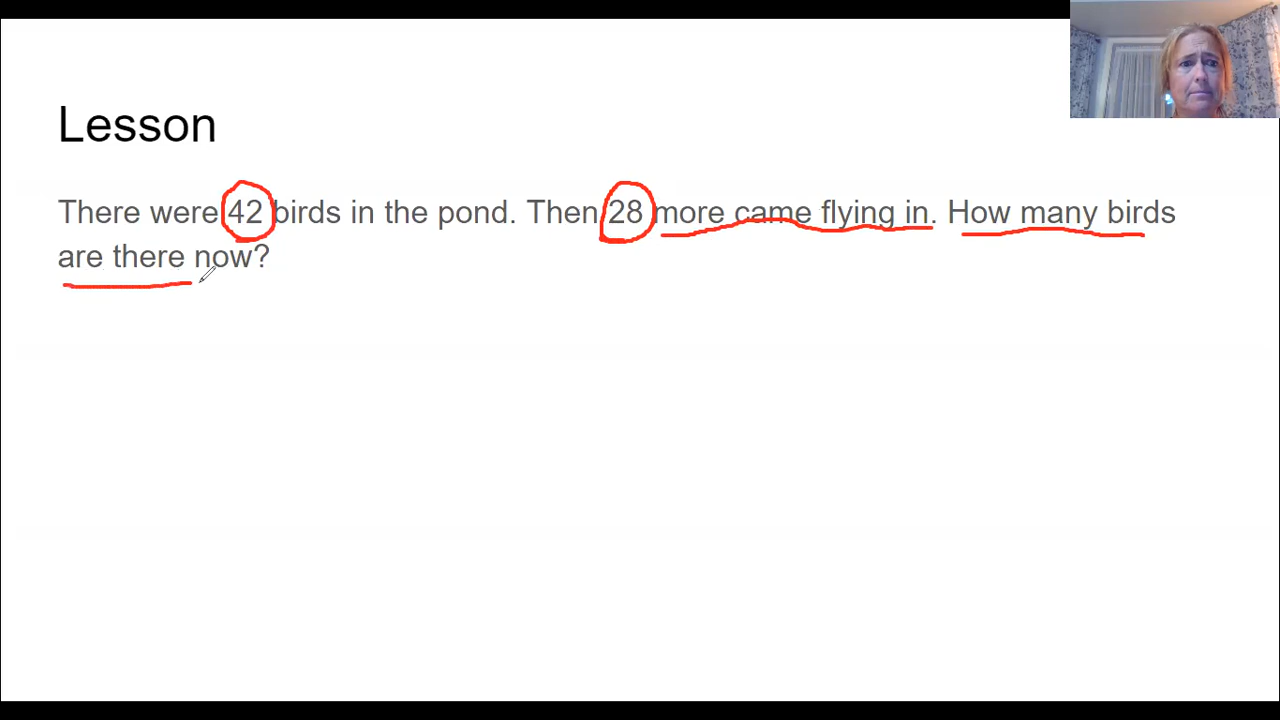 Lesson
There were 42 birds in the pond. Then 28 more came flying in. How many birds
are there now?